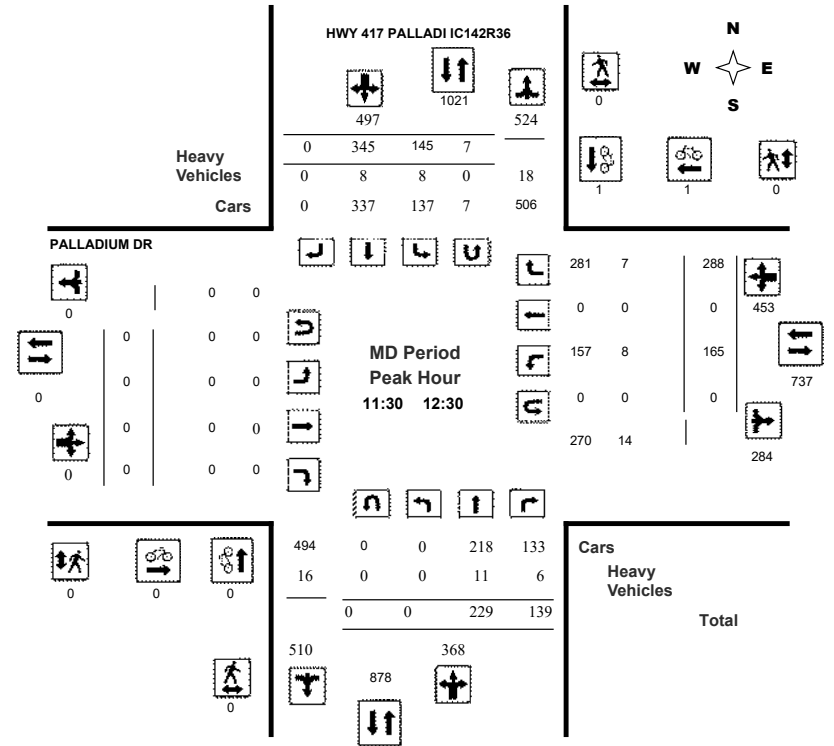 HWY 417 PALLADI IC142R36
N
W E
S
1021
0
497 524
0 345 145 7
Heavy
Vehicles
0 8 8 0 18
1 1 0
Cars 0 337 137 7 506
PALLADIUM DR
281 7 288
0 0 0
0 0 0 453
0 0 0
157 8 165
MD Period
Peak Hour
11:30 12:30
0 0 0
0 737
0 0 0
0 0 0
270 14
0 0 0 0
284
494 0 0 218 133 Cars
16 0 0 11 6 Heavy
Vehicles
0 0 0
0 0 229 139 Total
510 368
878
0